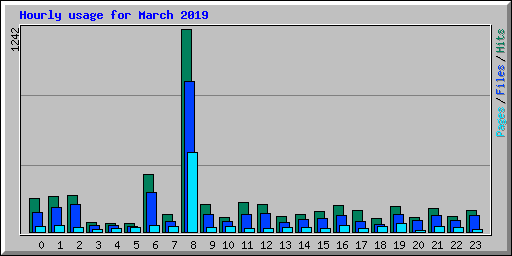 Hourly usage for March 2019
1242
Pages/Files/Hits
0 1 2 3 4 5 6 7 8 9 10 11 12 13 14 15 16 17 18 19 20 21 22 23